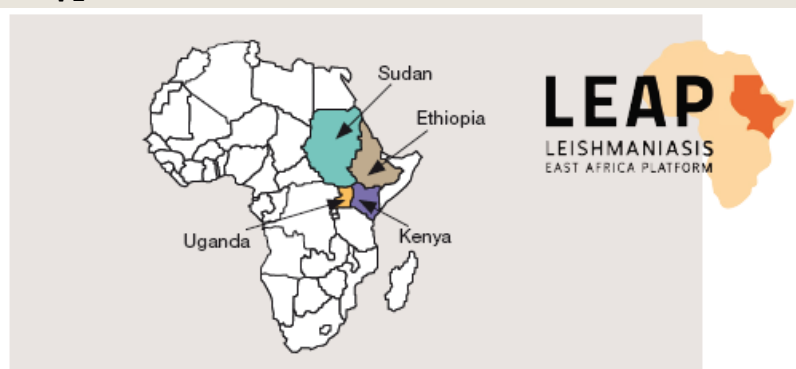 Sudan
Ethiopia
Uganda
Kenya
LEAP
LEISHMANIASIS
EAST AFRICA PLATFORM